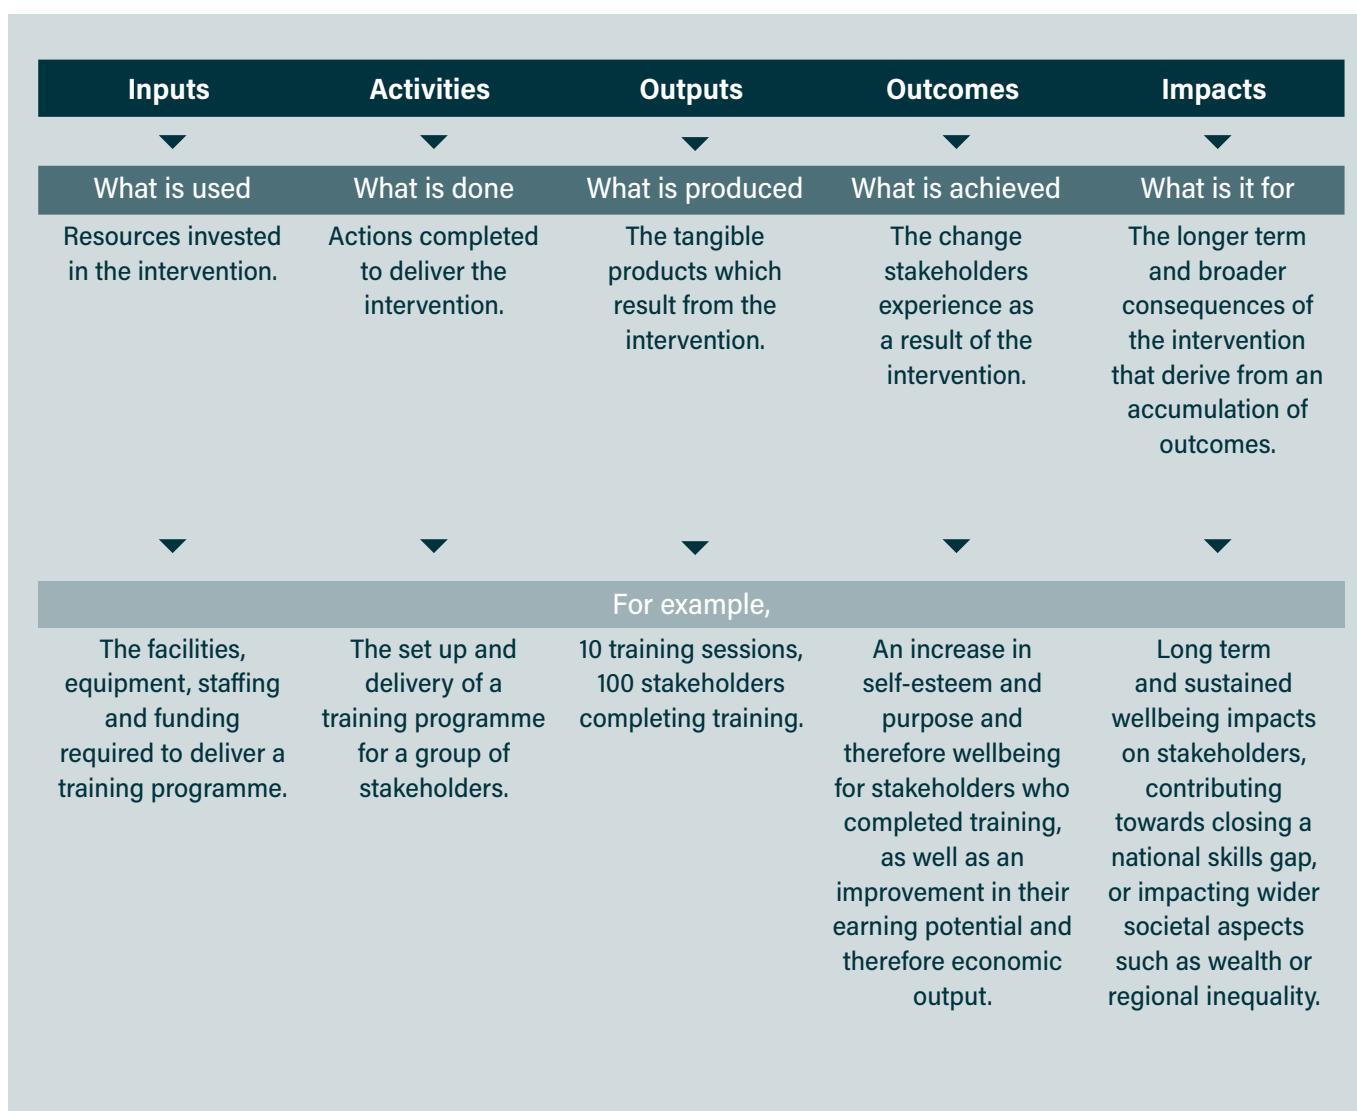 Inputs
Activities
Outputs
Outcomes
Impacts
What is used
What is done
What is produced
What is achieved
What is it for
Resources invested
in the intervention.
Actions completed
to deliver the
intervention.
The tangible
products which
result from the
intervention.
The change
stakeholders
experience as
a result of the
intervention.
The longer term
and broader
consequences of
the intervention
that derive from an
accumulation of
outcomes.
For example,
The facilities,
equipment, staffing
and funding
required to deliver a
training programme.
The set up and
delivery of a
training programme
for a group of
stakeholders.
10 training sessions,
100 stakeholders
completing training.
An increase in
self-esteem and
purpose and
therefore wellbeing
for stakeholders who
completed training,
as well as an
improvement in their
earning potential and
therefore economic
output.
Long term
and sustained
wellbeing impacts
on stakeholders,
contributing
towards closing a
national skills gap,
or impacting wider
societal aspects
such as wealth or
regional inequality.